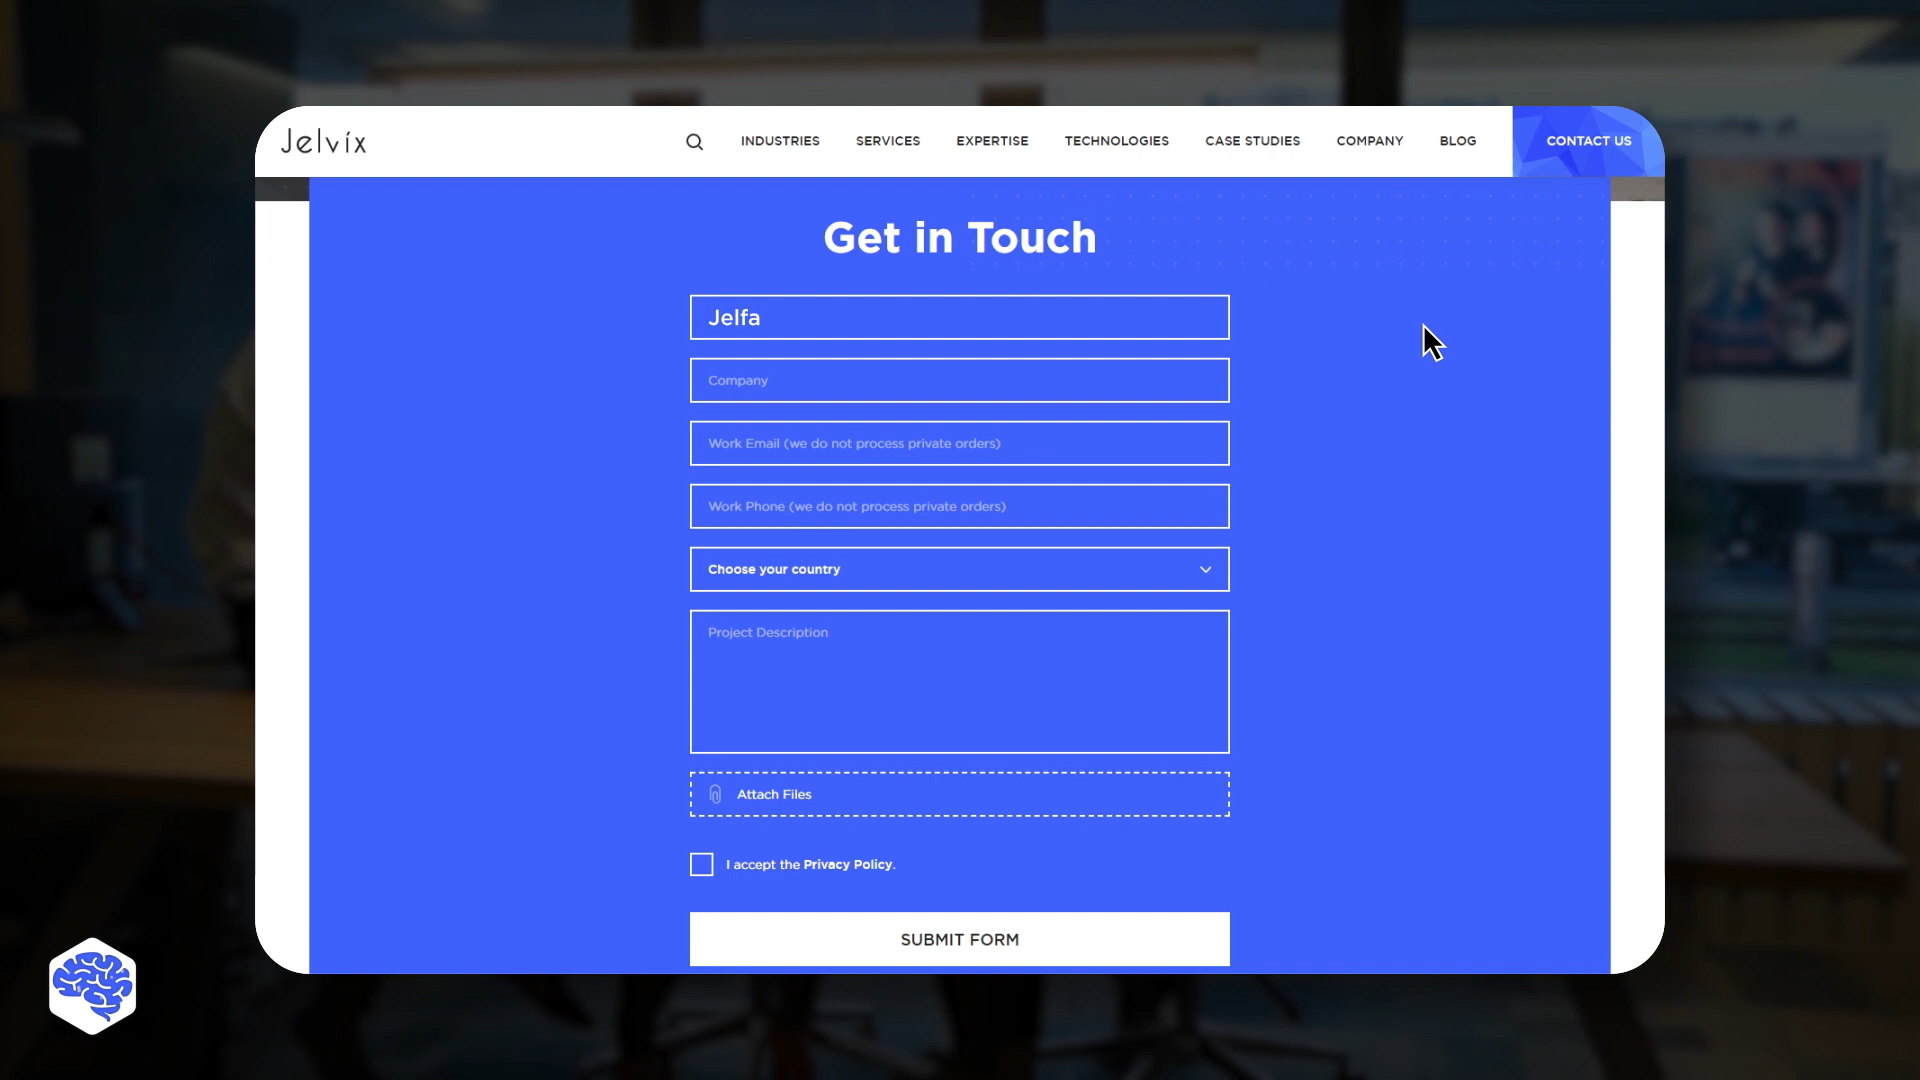 Jelvix
INDUSTRIES SERVICES EXPERTISE TECHNOLOGIES CASE STUDIES COMPANY BLOG CONTACT US
Get in Touch
Jelfa
Company
Work Email (we do not process private orders)
Work Phone (we do not process private orders)
Choose your country
Project Description
Attach Files
I accept the Privacy Policy.
SUBMIT FORM